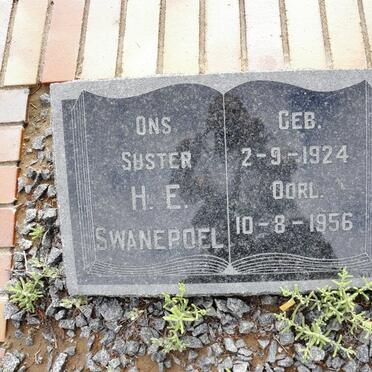 ONS
SUSTER
H. E.
SWANEPOEL
GEB.
2-9-1924
OORL.
10-8-1956